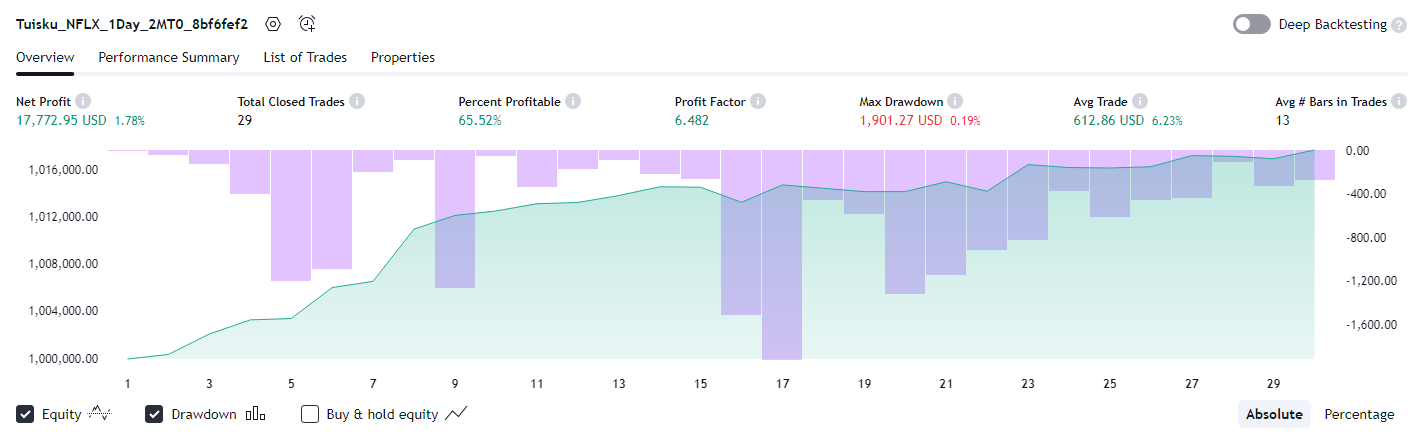 Tuisku_NFLX_1Day_2MT0_8bf6fef2
Deep Backtesting ?
Overview Performance Summary List of Trades Properties
Net Profit i Total Closed Trades i Percent Profitable i Profit Factor i Max Drawdown i Avg Trade i Avg # Bars in Trades i
17,772.95 USD 1.78% 29 65.52% 6.482 1,901.27 USD 0.19% 612.86 USD 6.23% 13
0.00
1,016,000.00
-400.00
1,012,000.00
-800.00
1,008,000.00
-1,200.00
1,004,000.00
-1,600.00
1,000,000.00
1 3 5 7 9 11 13 15 17 19 21 23 25 27 29
Equity Drawdown Buy & hold equity Absolute Percentage